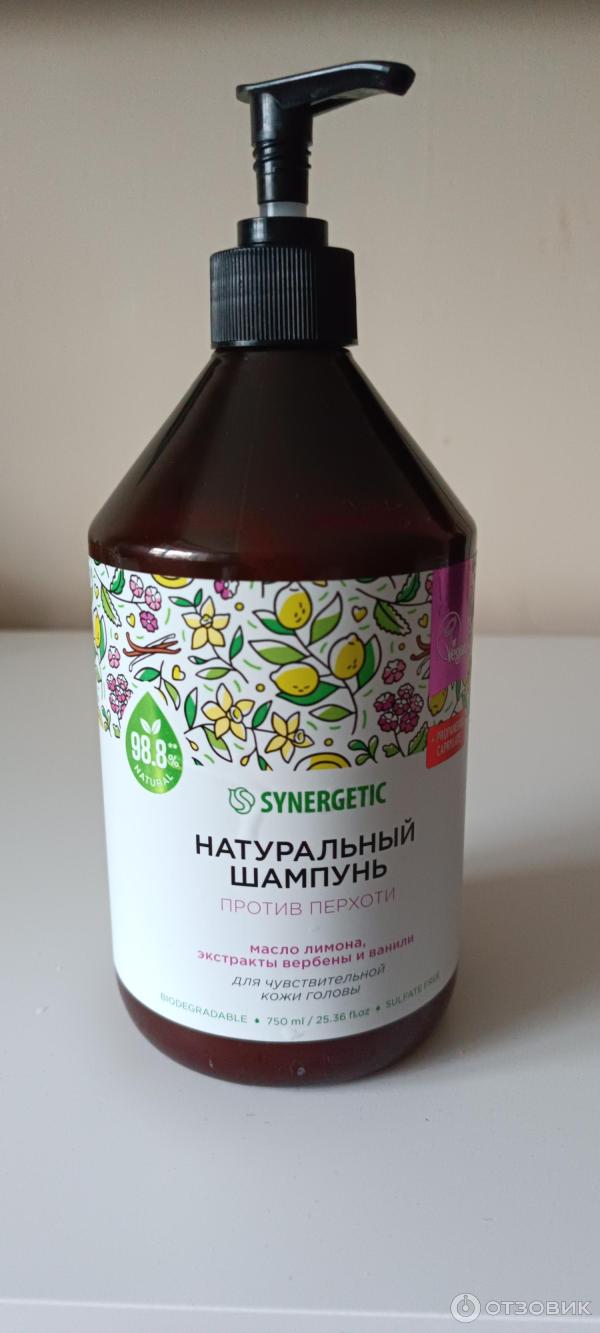 Vegan
98.8**%
NATURAL
SYNERGETIC
НАТУРАЛЬНЫЙ
ШАМПУНЬ
ПРОТИВ ПЕРХОТИ
масло лимона,
экстракты вербены и ванили
для чувствительной
кожи головы
BIODEGRADABLE ♦ 750 ml / 25.36 fl.oz ♦ SULFATE FREE
ОТЗОВИК